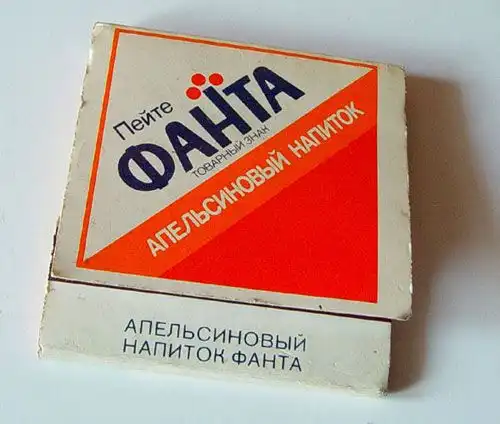 Пейте
ФАНТА
ТОВАРНЫЙ ЗНАК
АПЕЛЬСИНОВЫЙ НАПИТОК
АПЕЛЬСИНОВЫЙ
НАПИТОК ФАНТА